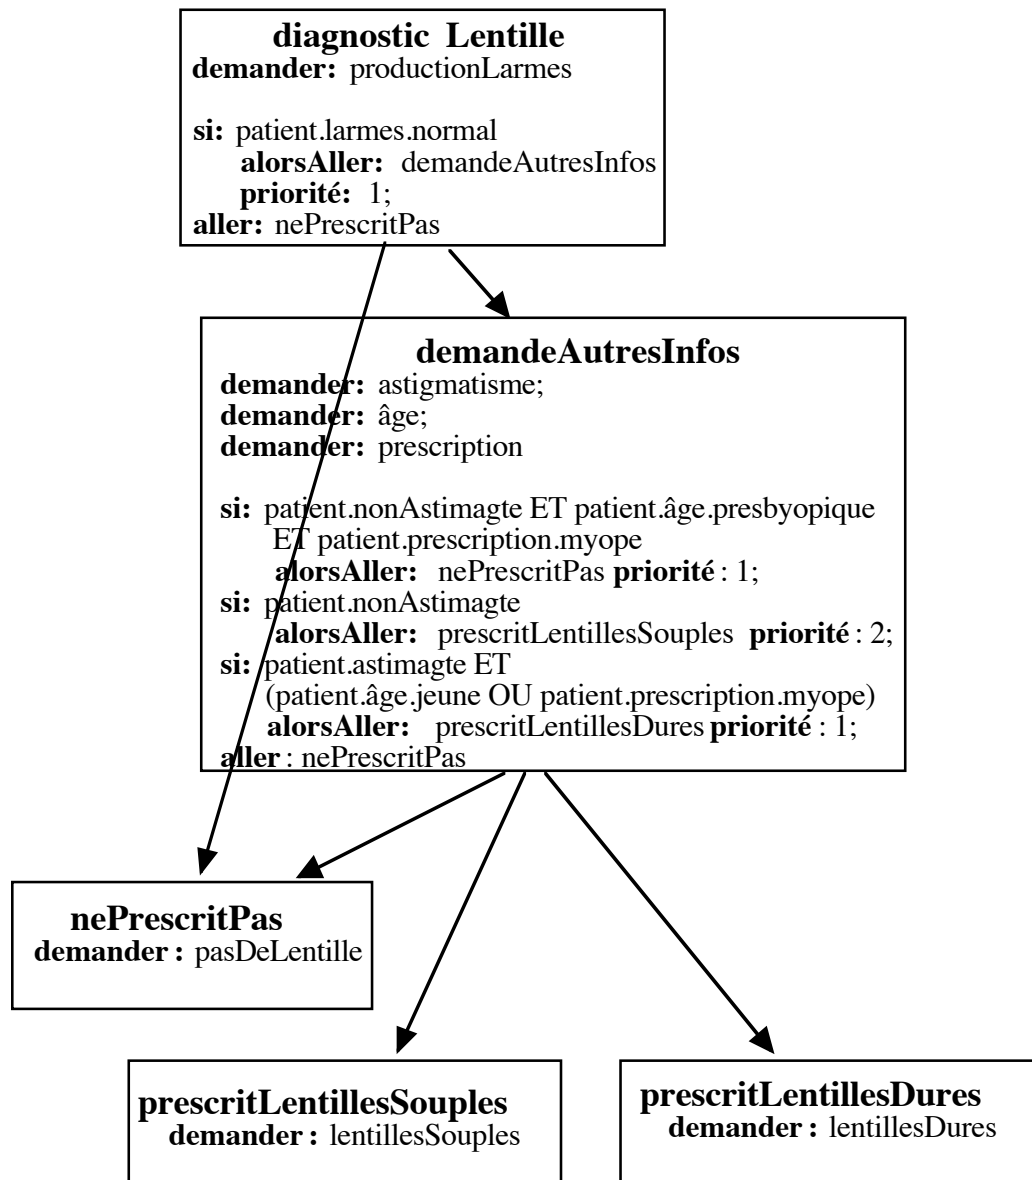 diagnostic Lentille
demander: productionLarmes
si: patient.larmes.normal
alorsAller: demandeAutresInfos
priorité: 1;
aller: nePrescritPas
demandeAutresInfos
demander: astigmatisme;
demander: âge;
demander: prescription
si: patient.nonAstimagte ET patient.âge.presbyopique
ET patient.prescription.myope
alorsAller: nePrescritPas priorité : 1;
si: patient.nonAstimagte
alorsAller: prescritLentillesSouples priorité : 2;
si: patient.astimagte ET
(patient.âge.jeune OU patient.prescription.myope)
alorsAller: prescritLentillesDures priorité : 1;
aller : nePrescritPas
nePrescritPas
demander : pasDeLentille
prescritLentillesSouples
demander : lentillesSouples
prescritLentillesDures
demander : lentillesDures